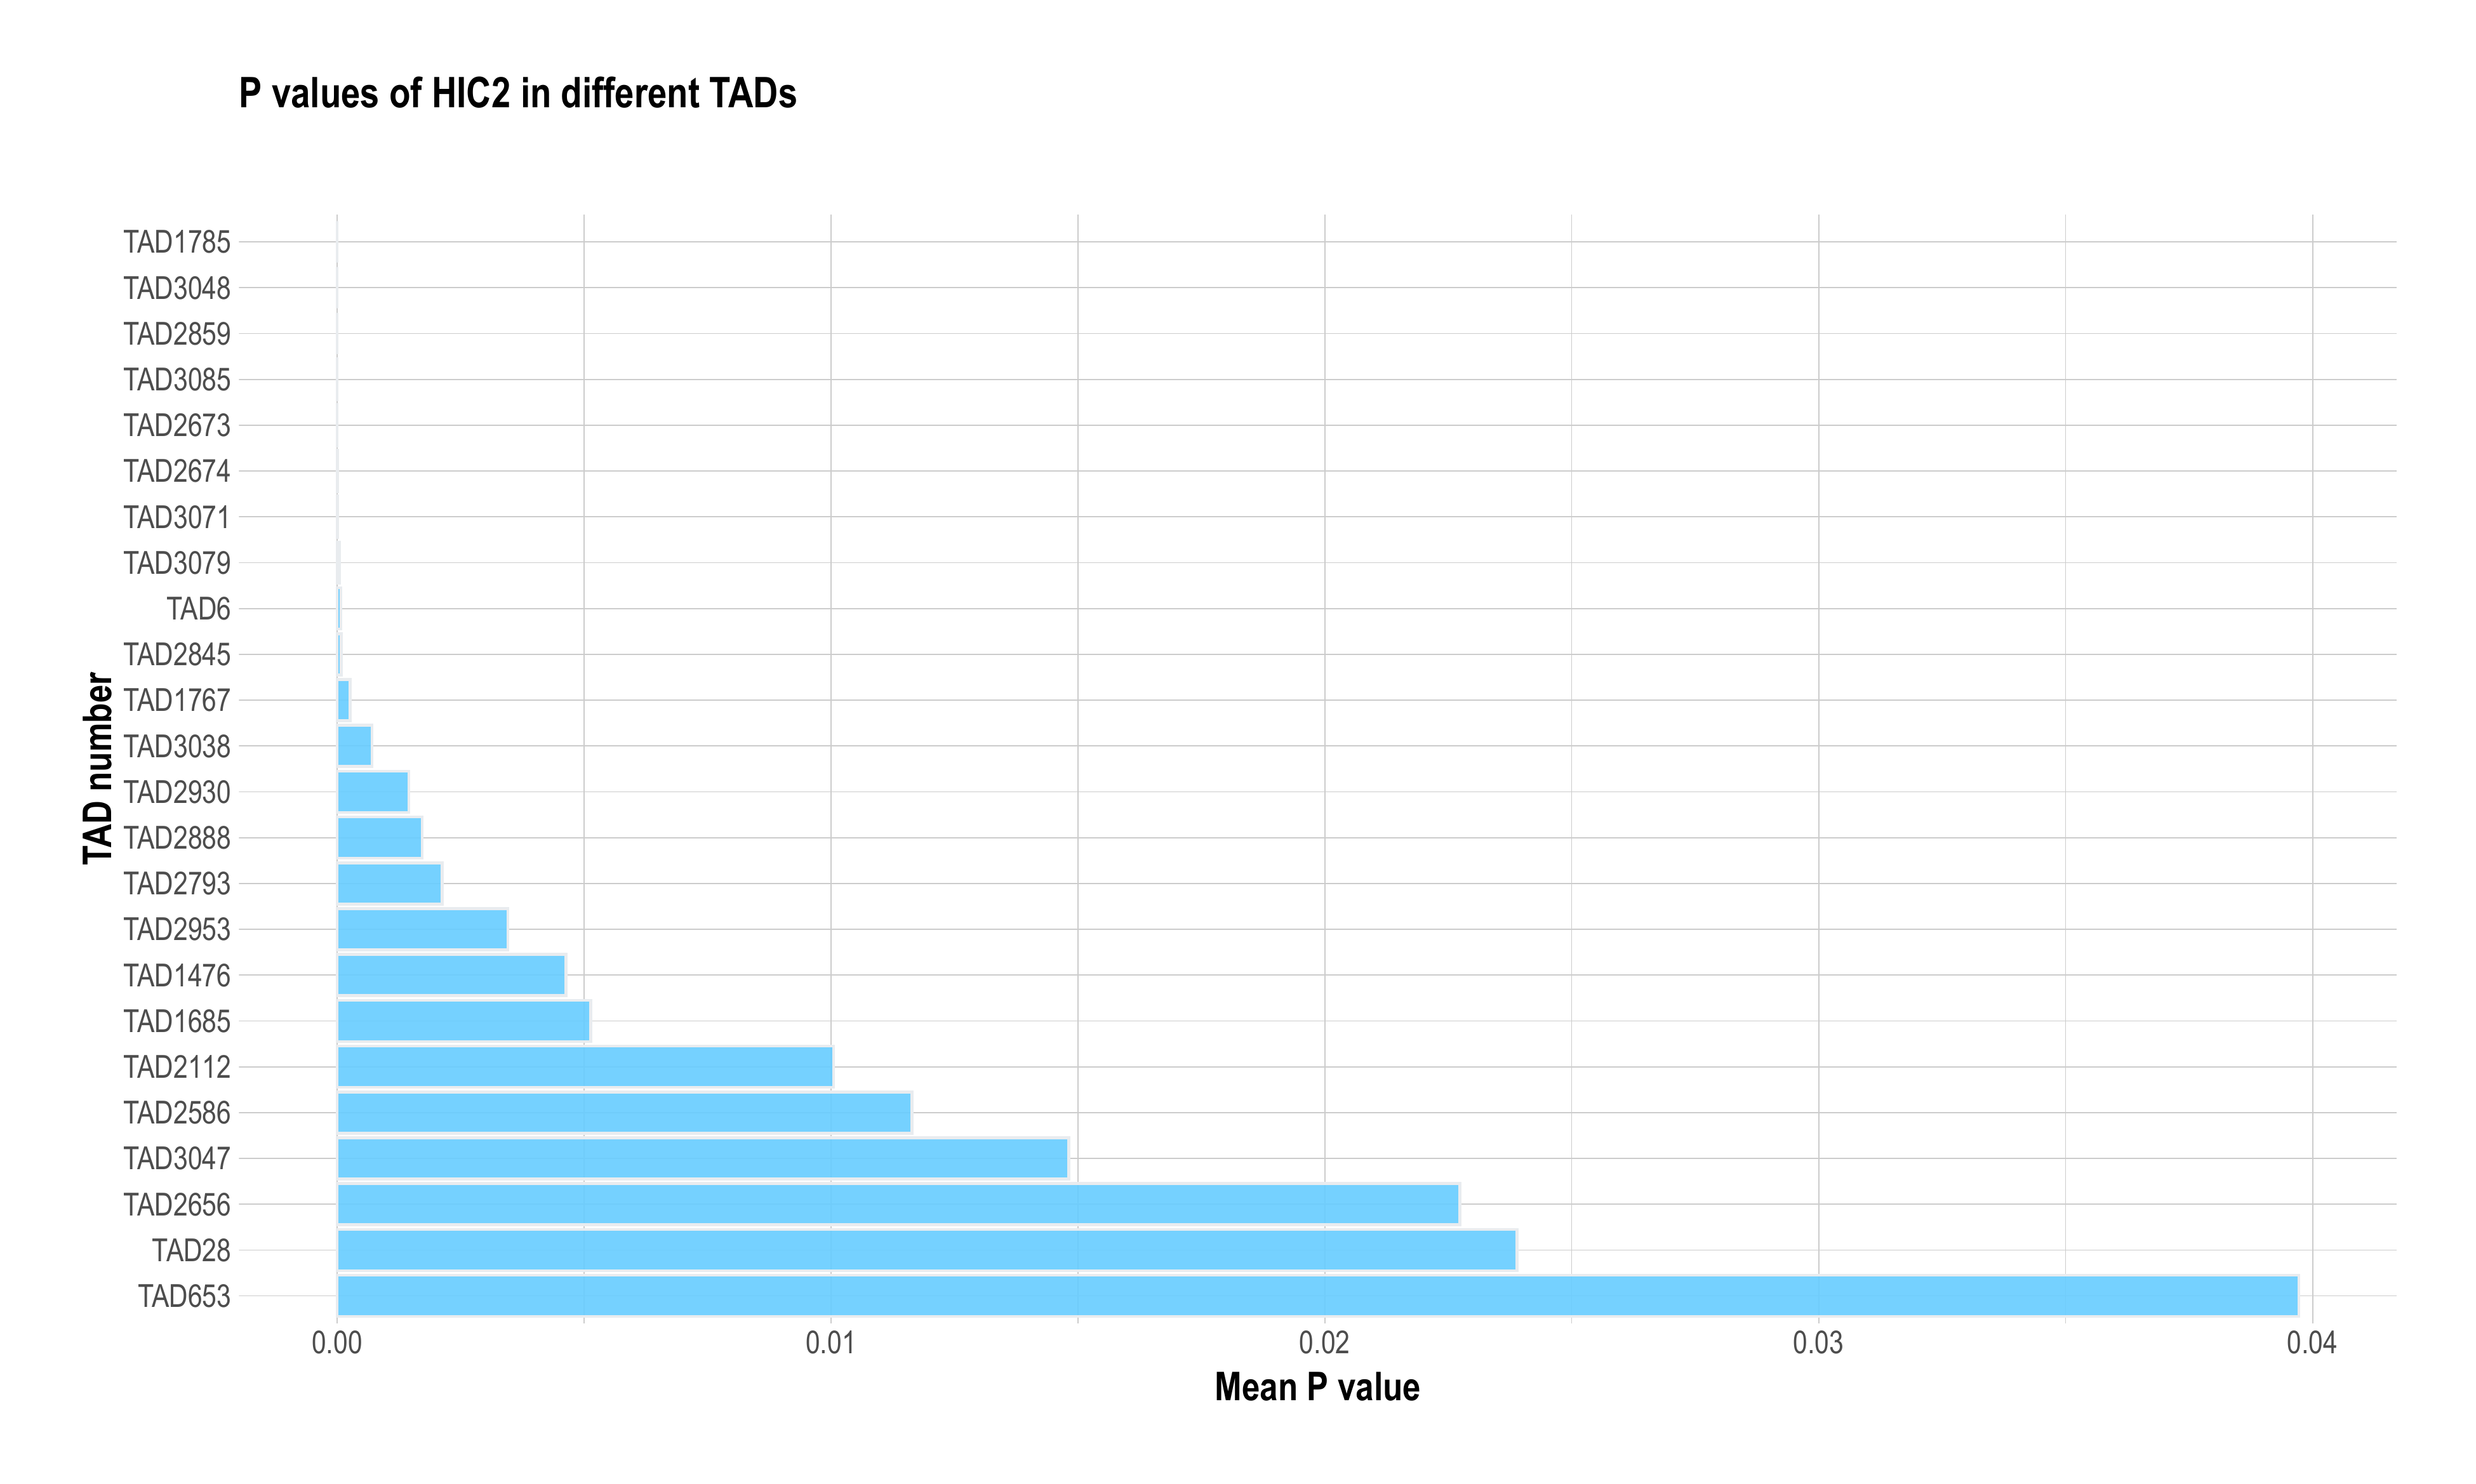 P values of HIC2 in different TADs
TAD number
TAD1785
TAD3048
TAD2859
TAD3085
TAD2673
TAD2674
TAD3071
TAD3079
TAD6
TAD2845
TAD1767
TAD3038
TAD2930
TAD2888
TAD2793
TAD2953
TAD1476
TAD1685
TAD2112
TAD2586
TAD3047
TAD2656
TAD28
TAD653
0.00 0.01 0.02 0.03 0.04
Mean P value